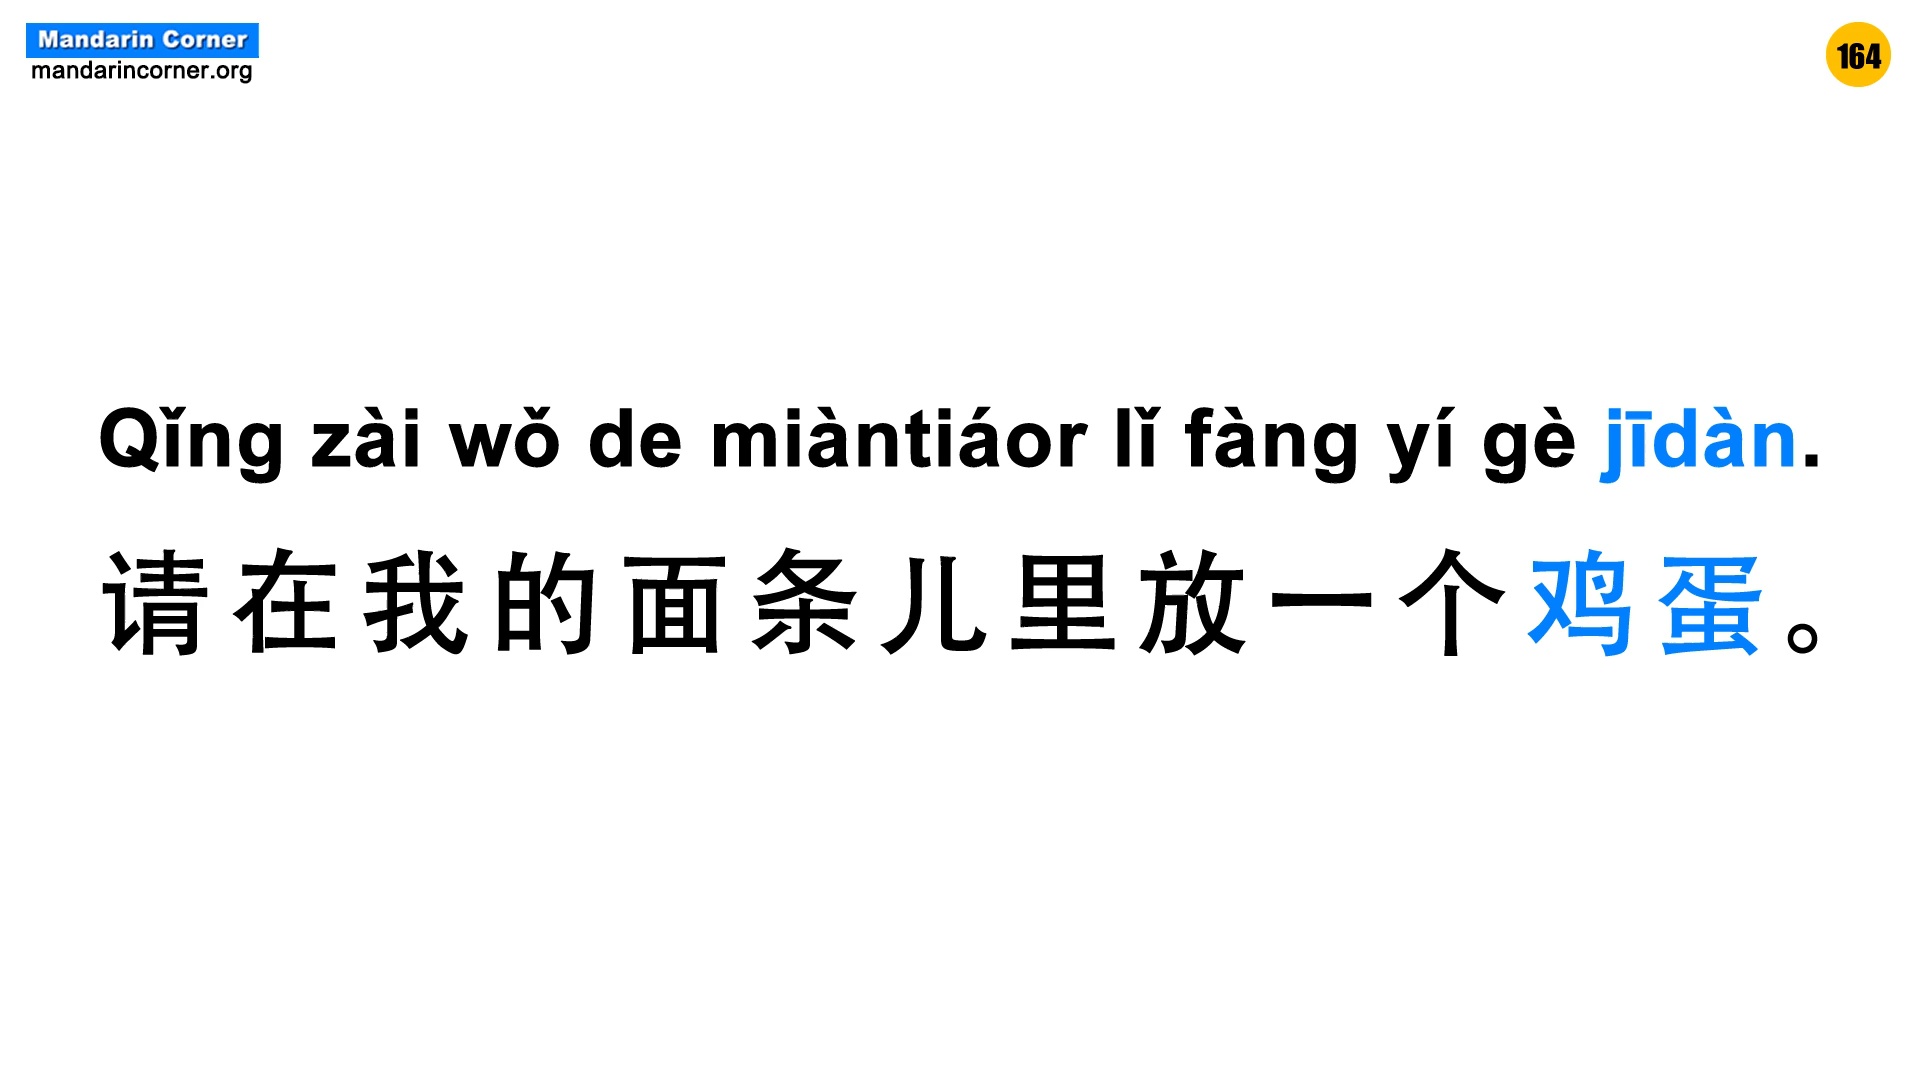 Mandarin Corner
mandarincorner.org
164
Qǐng zài wǒ de miàntiáor lǐ fàng yí gè jīdàn.
请在我的面条儿里放一个鸡蛋。